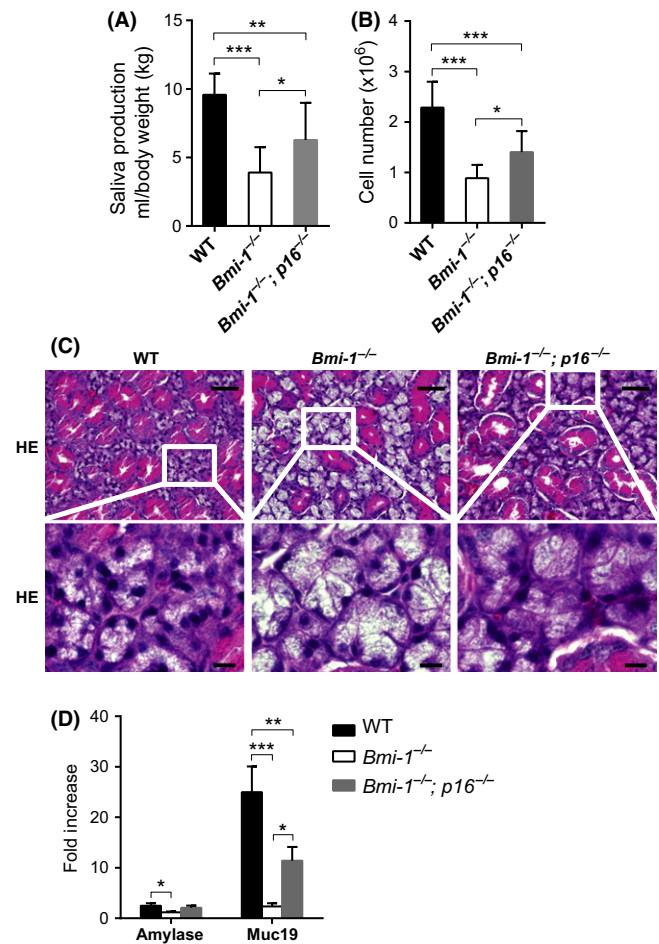 (A)
Saliva production
ml/body weight (kg)
15
10
5
0
**
***
*
WT
Bmi-1–/–
Bmi-1–/–; p16–/–
(B)
Cell number (x10⁶)
4
3
2
1
0
***
***
*
WT
Bmi-1–/–
Bmi-1–/–; p16–/–
(C)
WT
Bmi-1–/–
Bmi-1–/–; p16–/–
HE
HE
(D)
Fold increase
40
30
20
10
0
*
**
***
*
Amylase
Muc19
WT
Bmi-1–/–
Bmi-1–/–; p16–/–